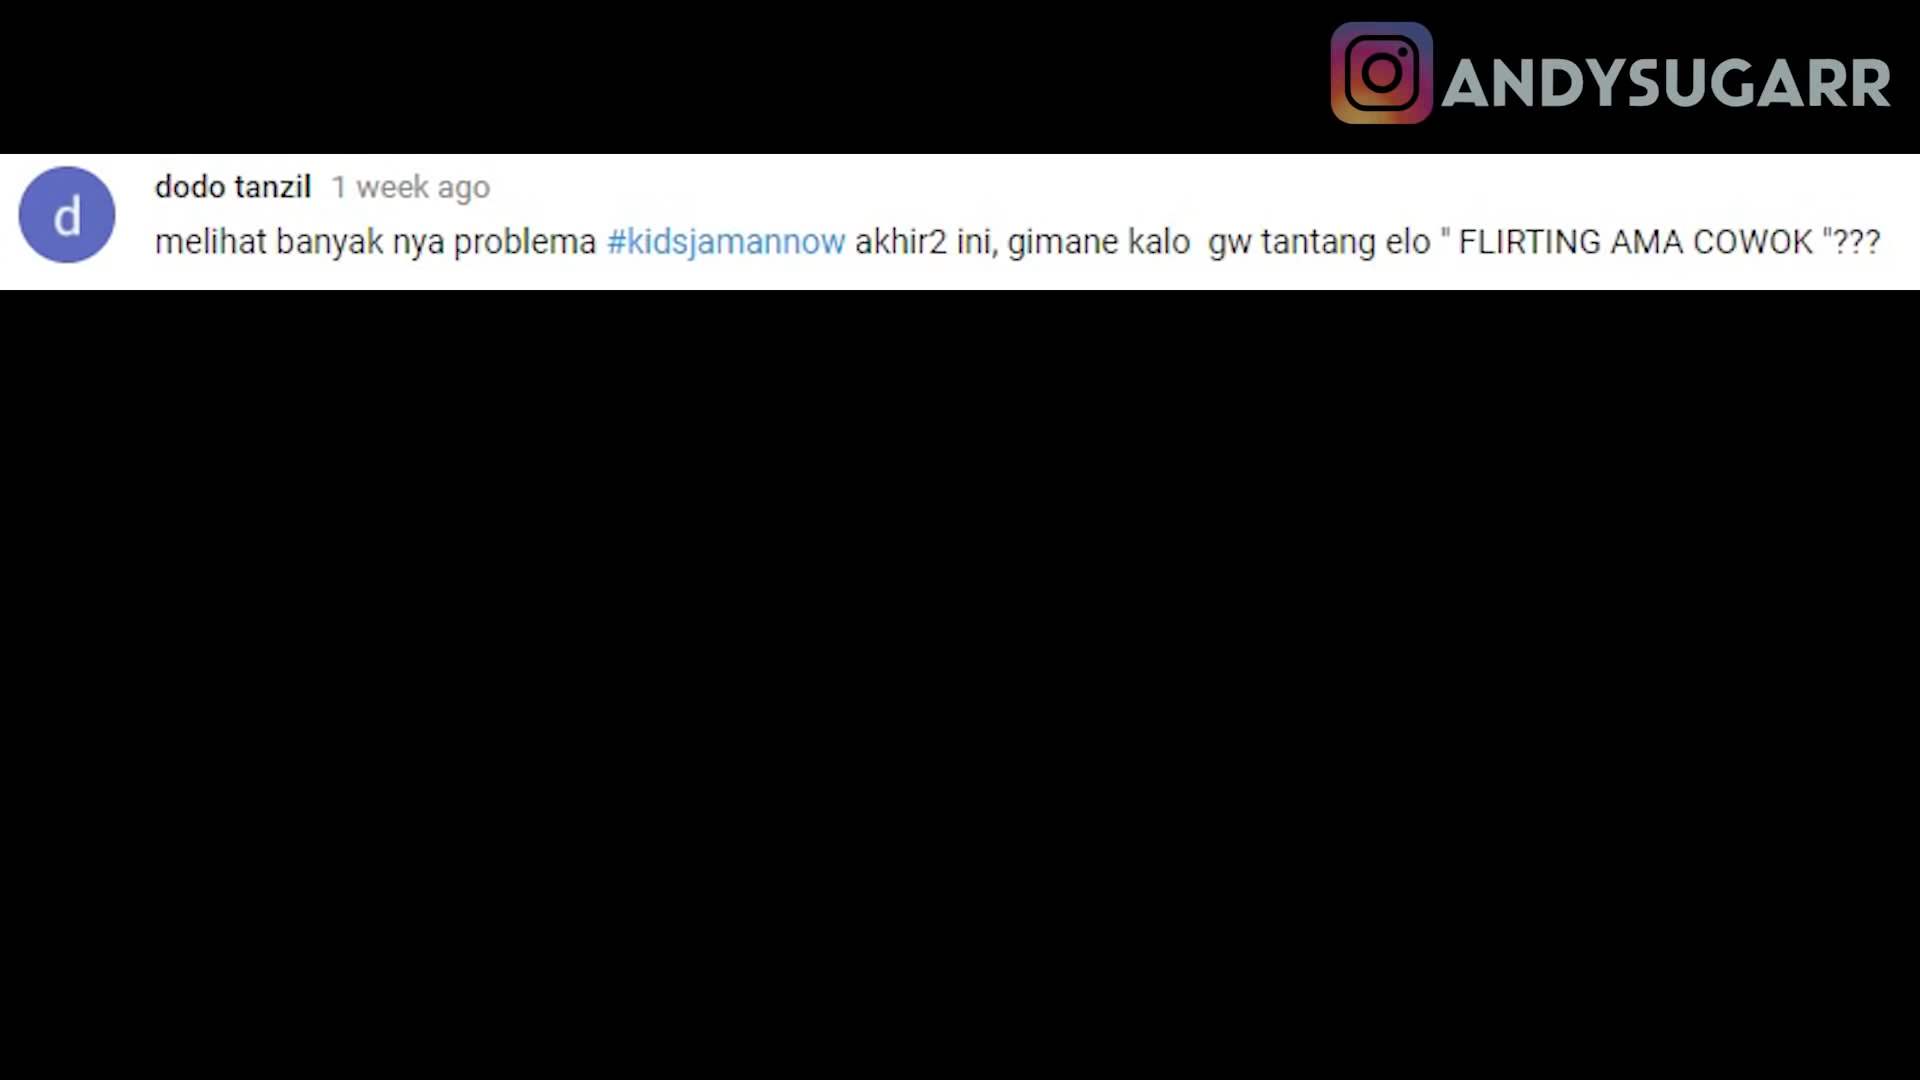 ANDYSUGARR
d
dodo tanzil 1 week ago
melihat banyak nya problema #kidsjamannow akhir2 ini, gimane kalo gw tantang elo " FLIRTING AMA COWOK "???